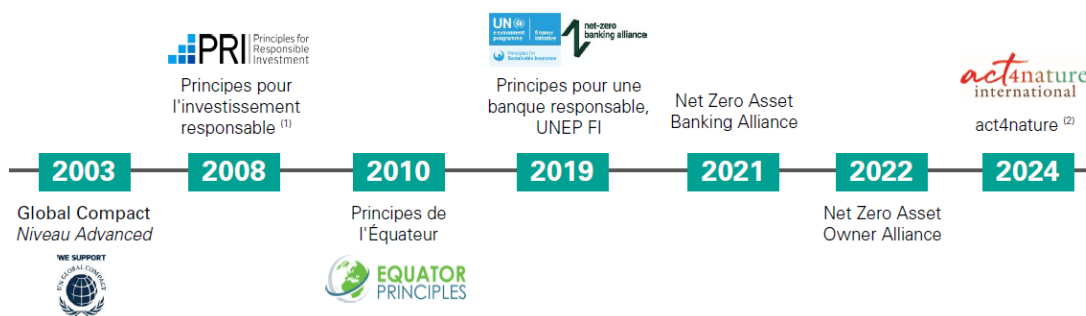 PRI Principles for
Responsible
Investment
Principes pour
l'investissement
responsable (1)
UN
environment
programme
finance
initiative
Principles for
Sustainable Insurance
net-zero
banking alliance
Principes pour une
banque responsable,
UNEP FI
Net Zero Asset
Banking Alliance
act4nature
international
act4nature (2)
2003
2008
2010
2019
2021
2022
2024
Global Compact
Niveau Advanced
WE SUPPORT
UN GLOBAL COMPACT
Principes de
l'Équateur
EQUATOR
PRINCIPLES
Net Zero Asset
Owner Alliance